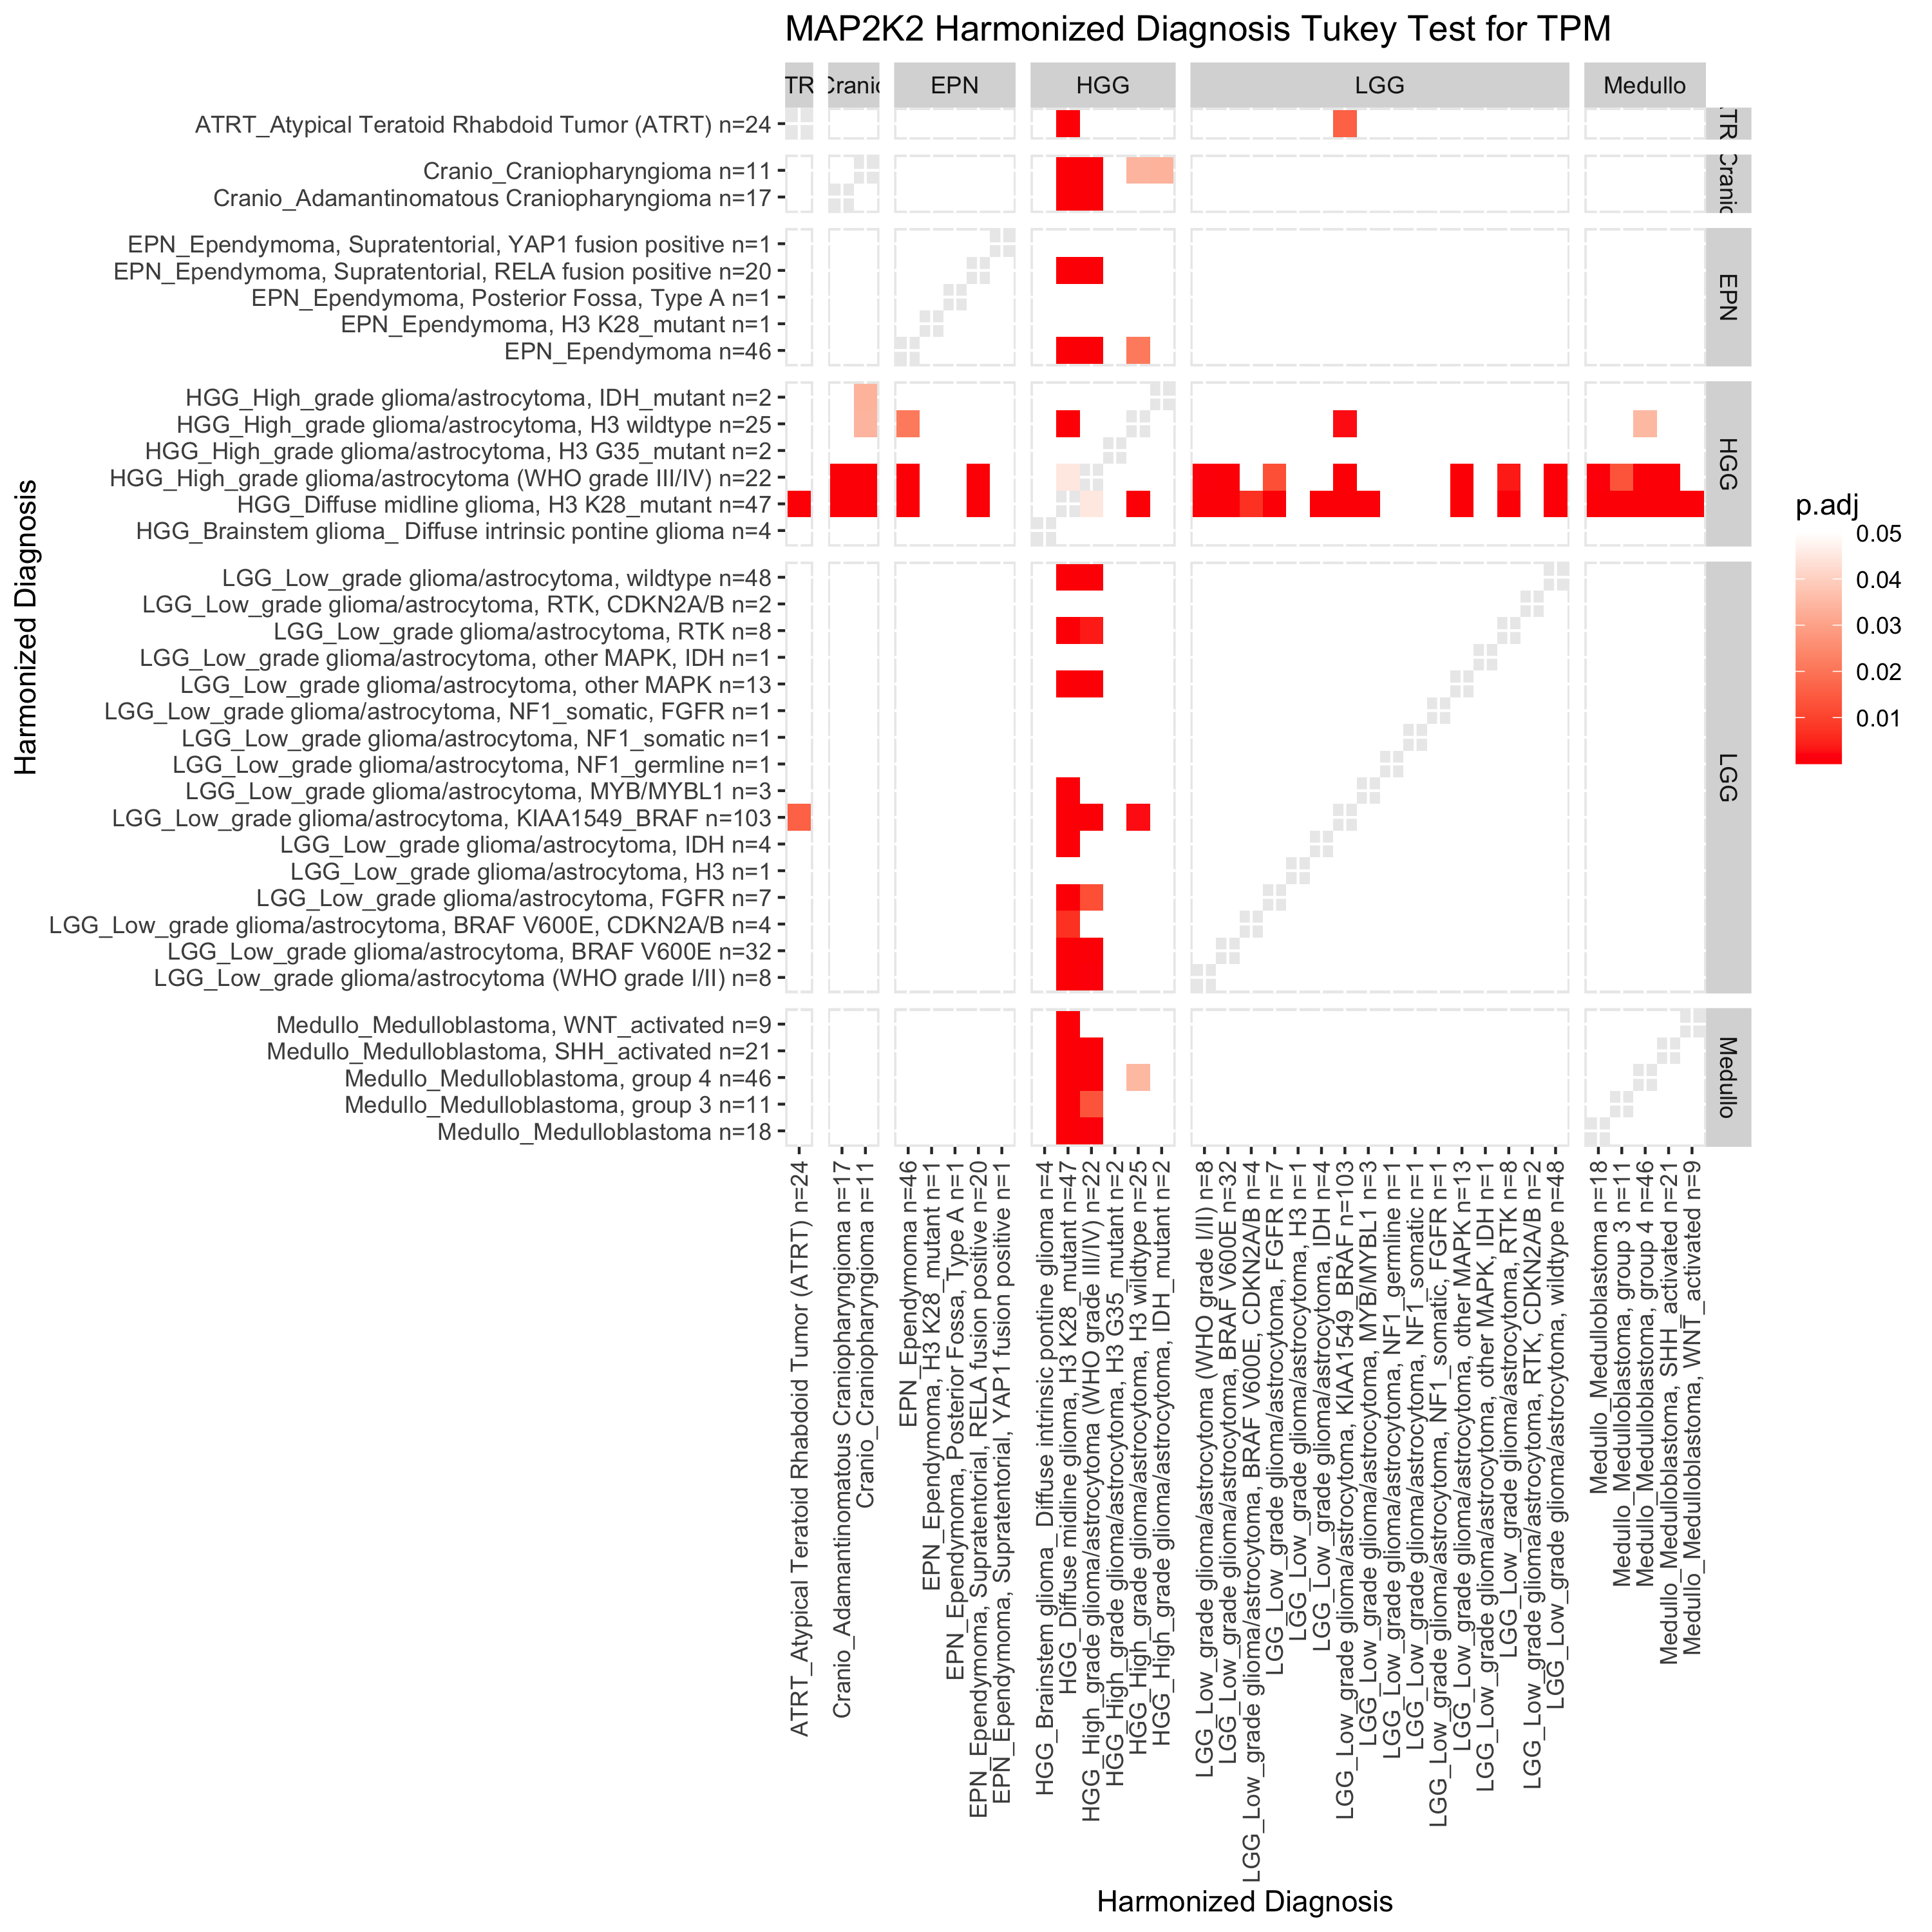 MAP2K2 Harmonized Diagnosis Tukey Test for TPM
TR
Cranio
EPN
HGG
LGG
Medullo
ATRT_Atypical Teratoid Rhabdoid Tumor (ATRT) n=24
Cranio_Craniopharyngioma n=11
Cranio_Adamantinomatous Craniopharyngioma n=17
EPN_Ependymoma, Supratentorial, YAP1 fusion positive n=1
EPN_Ependymoma, Supratentorial, RELA fusion positive n=20
EPN_Ependymoma, Posterior Fossa, Type A n=1
EPN_Ependymoma, H3 K28_mutant n=1
EPN_Ependymoma n=46
HGG_High_grade glioma/astrocytoma, IDH_mutant n=2
HGG_High_grade glioma/astrocytoma, H3 wildtype n=25
HGG_High_grade glioma/astrocytoma, H3 G35_mutant n=2
HGG_High_grade glioma/astrocytoma (WHO grade III/IV) n=22
HGG_Diffuse midline glioma, H3 K28_mutant n=47
HGG_Brainstem glioma_ Diffuse intrinsic pontine glioma n=4
LGG_Low_grade glioma/astrocytoma, wildtype n=48
LGG_Low_grade glioma/astrocytoma, RTK, CDKN2A/B n=2
LGG_Low_grade glioma/astrocytoma, RTK n=8
LGG_Low_grade glioma/astrocytoma, other MAPK, IDH n=1
LGG_Low_grade glioma/astrocytoma, other MAPK n=13
LGG_Low_grade glioma/astrocytoma, NF1_somatic, FGFR n=1
LGG_Low_grade glioma/astrocytoma, NF1_somatic n=1
LGG_Low_grade glioma/astrocytoma, NF1_germline n=1
LGG_Low_grade glioma/astrocytoma, MYB/MYBL1 n=3
LGG_Low_grade glioma/astrocytoma, KIAA1549_BRAF n=103
LGG_Low_grade glioma/astrocytoma, IDH n=4
LGG_Low_grade glioma/astrocytoma, H3 n=1
LGG_Low_grade glioma/astrocytoma, FGFR n=7
LGG_Low_grade glioma/astrocytoma, BRAF V600E, CDKN2A/B n=4
LGG_Low_grade glioma/astrocytoma, BRAF V600E n=32
LGG_Low_grade glioma/astrocytoma (WHO grade I/II) n=8
Medullo_Medulloblastoma, WNT_activated n=9
Medullo_Medulloblastoma, SHH_activated n=21
Medullo_Medulloblastoma, group 4 n=46
Medullo_Medulloblastoma, group 3 n=11
Medullo_Medulloblastoma n=18
Harmonized Diagnosis
TR
Cranio
EPN
HGG
LGG
Medullo
p.adj
0.05
0.04
0.03
0.02
0.01
ATRT_Atypical Teratoid Rhabdoid Tumor (ATRT) n=24
Cranio_Adamantinomatous Craniopharyngioma n=17
Cranio_Craniopharyngioma n=11
EPN_Ependymoma n=46
EPN_Ependymoma, H3 K28_mutant n=1
EPN_Ependymoma, Posterior Fossa, Type A n=1
EPN_Ependymoma, Supratentorial, RELA fusion positive n=20
EPN_Ependymoma, Supratentorial, YAP1 fusion positive n=1
HGG_Brainstem glioma_ Diffuse intrinsic pontine glioma n=4
HGG_Diffuse midline glioma, H3 K28_mutant n=47
HGG_High_grade glioma/astrocytoma (WHO grade III/IV) n=22
HGG_High_grade glioma/astrocytoma, H3 G35_mutant n=2
HGG_High_grade glioma/astrocytoma, H3 wildtype n=25
HGG_High_grade glioma/astrocytoma, IDH_mutant n=2
LGG_Low_grade glioma/astrocytoma (WHO grade I/II) n=8
LGG_Low_grade glioma/astrocytoma, BRAF V600E n=32
LGG_Low_grade glioma/astrocytoma, BRAF V600E, CDKN2A/B n=4
LGG_Low_grade glioma/astrocytoma, FGFR n=7
LGG_Low_grade glioma/astrocytoma, H3 n=1
LGG_Low_grade glioma/astrocytoma, IDH n=4
LGG_Low_grade glioma/astrocytoma, KIAA1549_BRAF n=103
LGG_Low_grade glioma/astrocytoma, MYB/MYBL1 n=3
LGG_Low_grade glioma/astrocytoma, NF1_germline n=1
LGG_Low_grade glioma/astrocytoma, NF1_somatic n=1
LGG_Low_grade glioma/astrocytoma, NF1_somatic, FGFR n=1
LGG_Low_grade glioma/astrocytoma, other MAPK n=13
LGG_Low_grade glioma/astrocytoma, other MAPK, IDH n=1
LGG_Low_grade glioma/astrocytoma, RTK n=8
LGG_Low_grade glioma/astrocytoma, RTK, CDKN2A/B n=2
LGG_Low_grade glioma/astrocytoma, wildtype n=48
Medullo_Medulloblastoma n=18
Medullo_Medulloblastoma, group 3 n=11
Medullo_Medulloblastoma, group 4 n=46
Medullo_Medulloblastoma, SHH_activated n=21
Medullo_Medulloblastoma, WNT_activated n=9
Harmonized Diagnosis